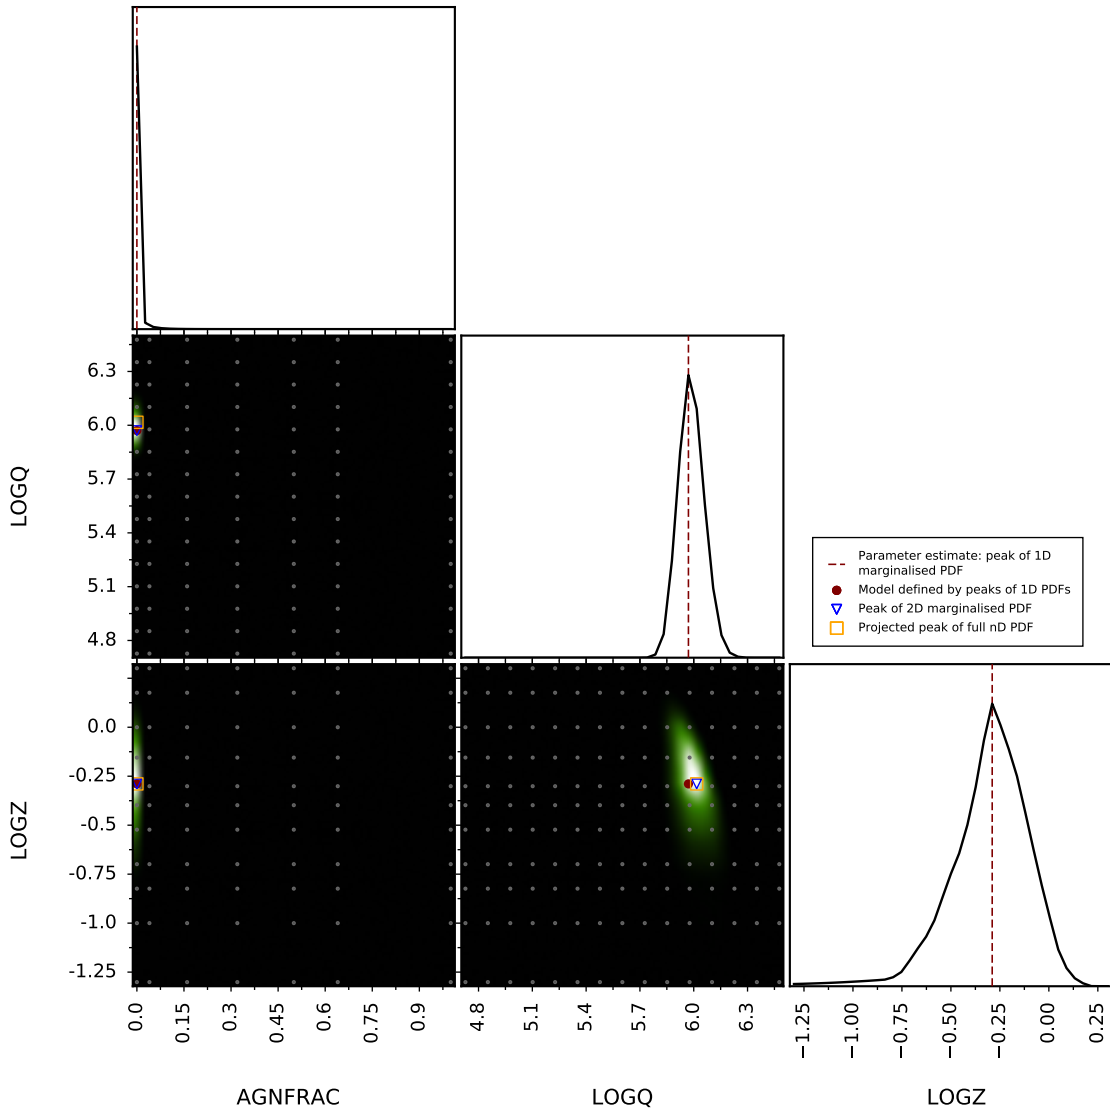 6.3
6.0
5.7
5.4
5.1
4.8
LOGQ
Parameter estimate: peak of 1D
marginalised PDF
Model defined by peaks of 1D PDFs
Peak of 2D marginalised PDF
Projected peak of full nD PDF
0.0
-0.25
-0.5
-0.75
-1.0
-1.25
LOGZ
0.0 0.15 0.3 0.45 0.6 0.75 0.9
4.8 5.1 5.4 5.7 6.0 6.3
−1.25 −1.00 −0.75 −0.50 −0.25 0.00 0.25
AGNFRAC LOGQ LOGZ